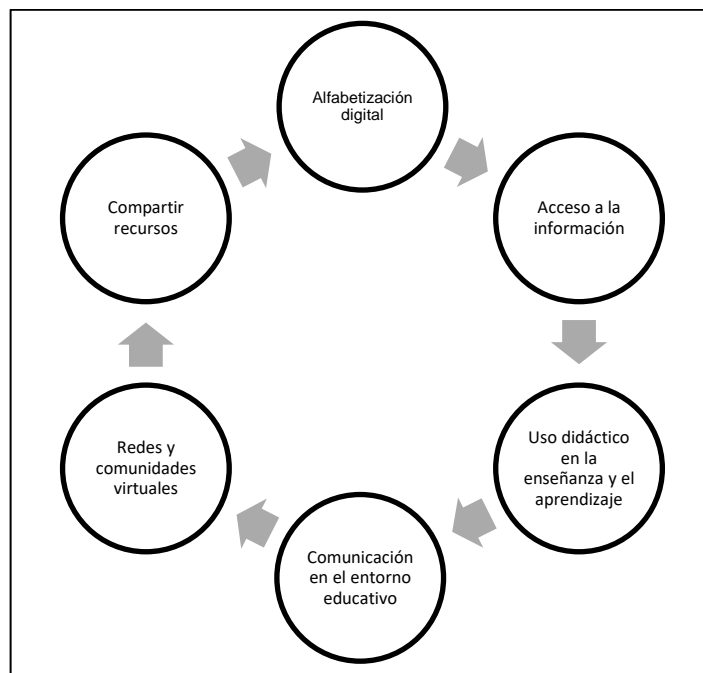 Alfabetización
digital
Acceso a la
información
Uso didáctico
en la
enseñanza y el
aprendizaje
Comunicación
en el entorno
educativo
Redes y
comunidades
virtuales
Compartir
recursos